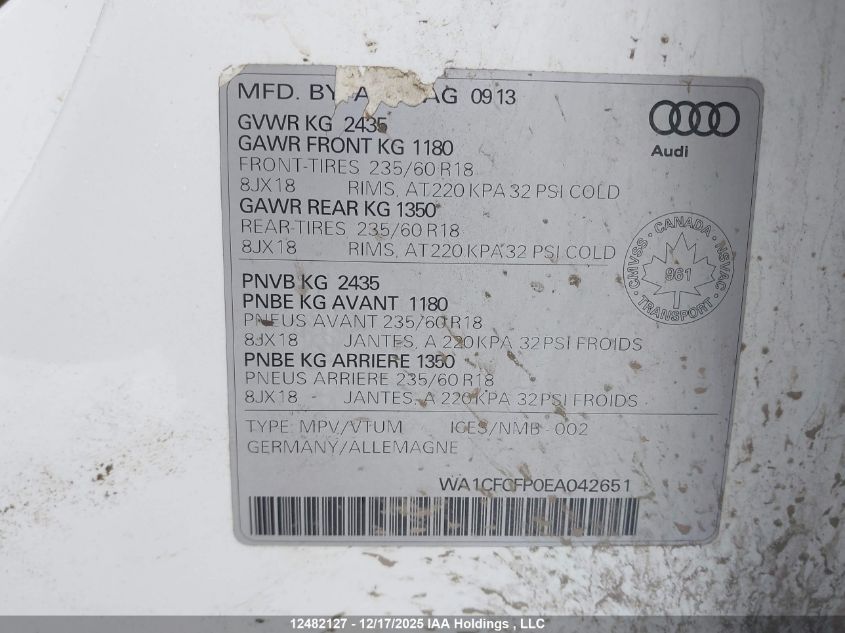 MFD. BY AG 09 13
GVWR KG 2435
GAWR FRONT KG 1180
FRONT-TIRES 235/60 R18
8JX18 RIMS, AT 220 KPA 32 PSI COLD
GAWR REAR KG 1350
REAR-TIRES 235/60 R18
8JX18 RIMS, AT 220 KPA 32 PSI COLD
Audi
CMVSS · CANADA · NSVAC
961
TRANSPORT
PNVB KG 2435
PNBE KG AVANT 1180
PNEUS AVANT 235/60 R18
8JX18 JANTES, A 220 KPA 32 PSI FROIDS
PNBE KG ARRIERE 1350
PNEUS ARRIERE 235/60 R18
8JX18 JANTES, A 220 KPA 32 PSI FROIDS
TYPE: MPV/VTUM ICES/NMB - 002
GERMANY/ALLEMAGNE
WA1CFCFP0EA042651
12482127 - 12/17/2025 IAA Holdings , LLC